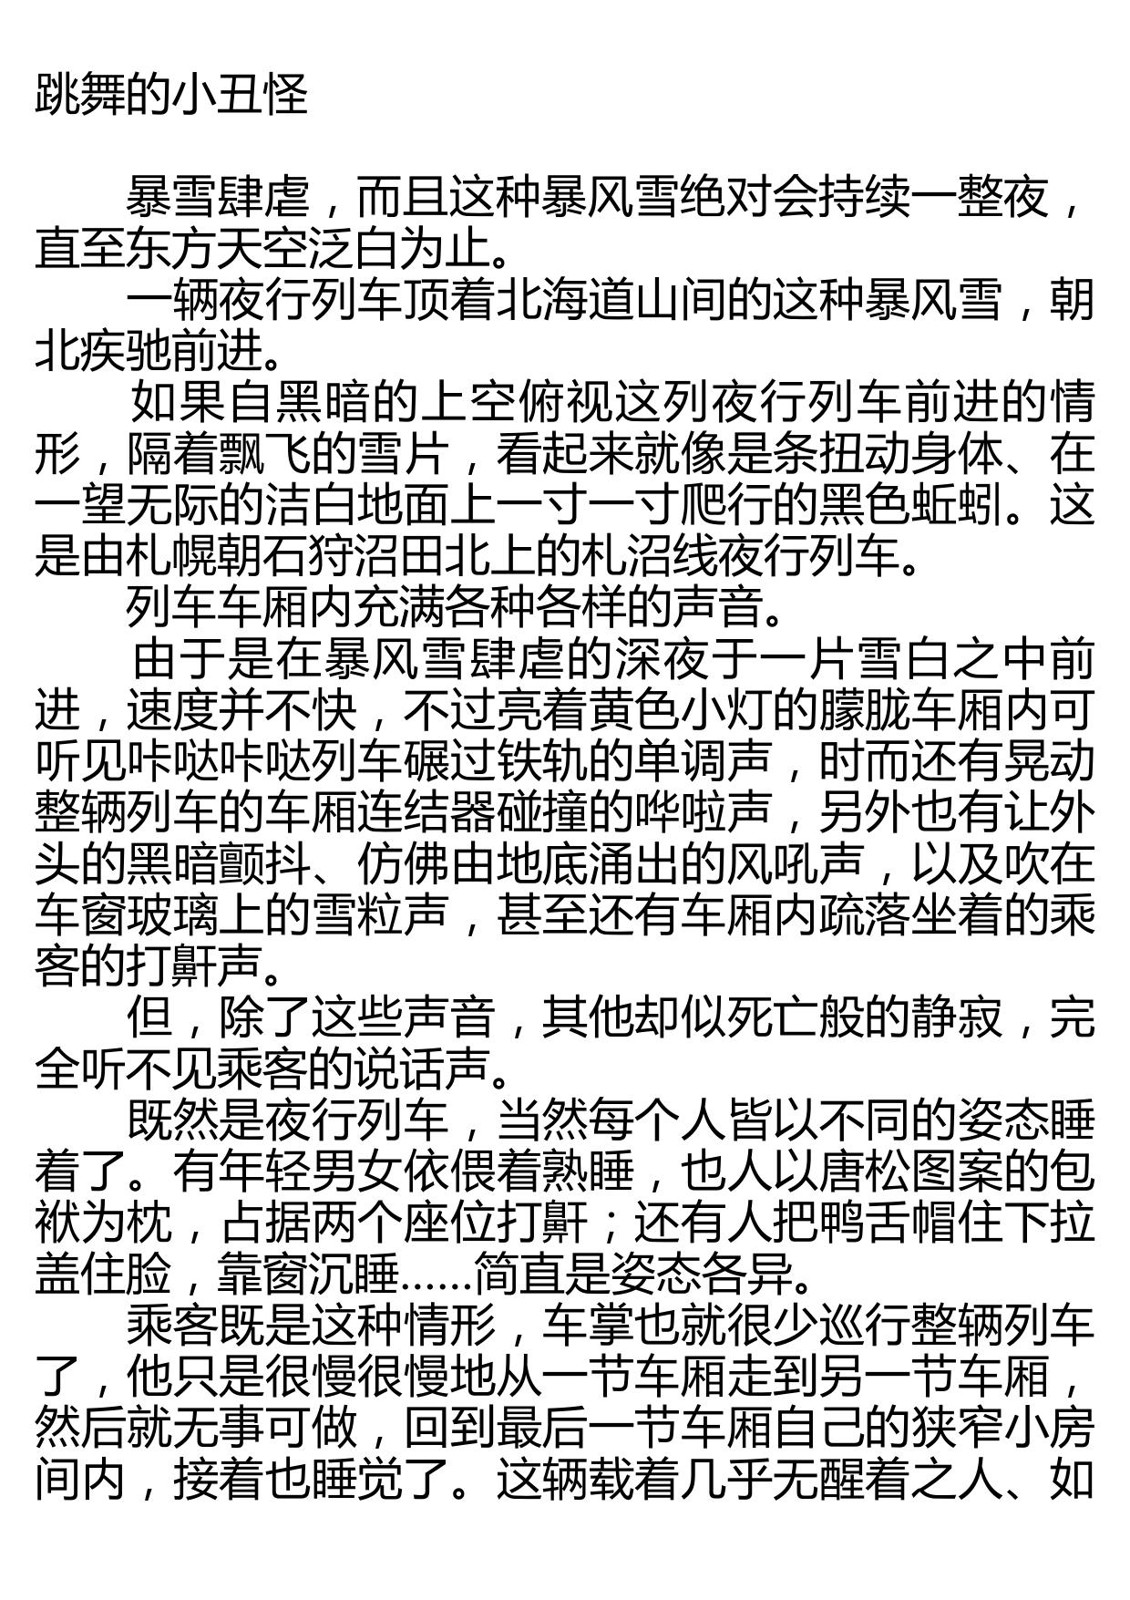 跳舞的小丑怪
暴雪肆虐，而且这种暴风雪绝对会持续一整夜，
直至东方天空泛白为止。
一辆夜行列车顶着北海道山间的这种暴风雪，朝
北疾驰前进。
如果自黑暗的上空俯视这列夜行列车前进的情
形，隔着飘飞的雪片，看起来就像是条扭动身体、在
一望无际的洁白地面上一寸一寸爬行的黑色蚯蚓。这
是由札幌朝石狩沼田北上的札沼线夜行列车。
列车车厢内充满各种各样的声音。
由于是在暴风雪肆虐的深夜于一片雪白之中前
进，速度并不快，不过亮着黄色小灯的朦胧车厢内可
听见咔哒咔哒列车碾过铁轨的单调声，时而还有晃动
整辆列车的车厢连结器碰撞的哗啦声，另外也有让外
头的黑暗颤抖、仿佛由地底涌出的风吼声，以及吹在
车窗玻璃上的雪粒声，甚至还有车厢内疏落坐着的乘
客的打鼾声。
但，除了这些声音，其他却似死亡般的静寂，完
全听不见乘客的说话声。
既然是夜行列车，当然每个人皆以不同的姿态睡
着了。有年轻男女依偎着熟睡，也人以唐松图案的包
袱为枕，占据两个座位打鼾；还有人把鸭舌帽住下拉
盖住脸，靠窗沉睡……简直是姿态各异。
乘客既是这种情形，车掌也就很少巡行整辆列车
了，他只是很慢很慢地从一节车厢走到另一节车厢，
然后就无事可做，回到最后一节车厢自己的狭窄小房
间内，接着也睡觉了。这辆载着几乎无醒着之人、如